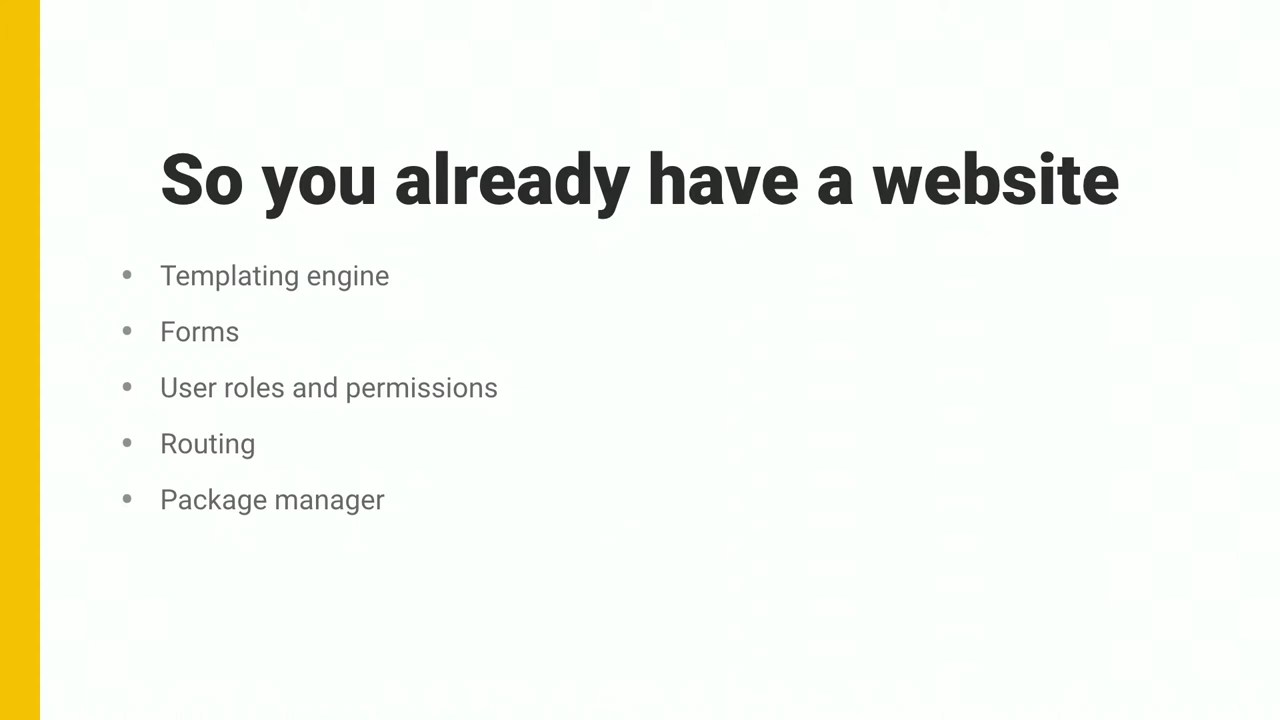 So you already have a website
• Templating engine
• Forms
• User roles and permissions
• Routing
• Package manager